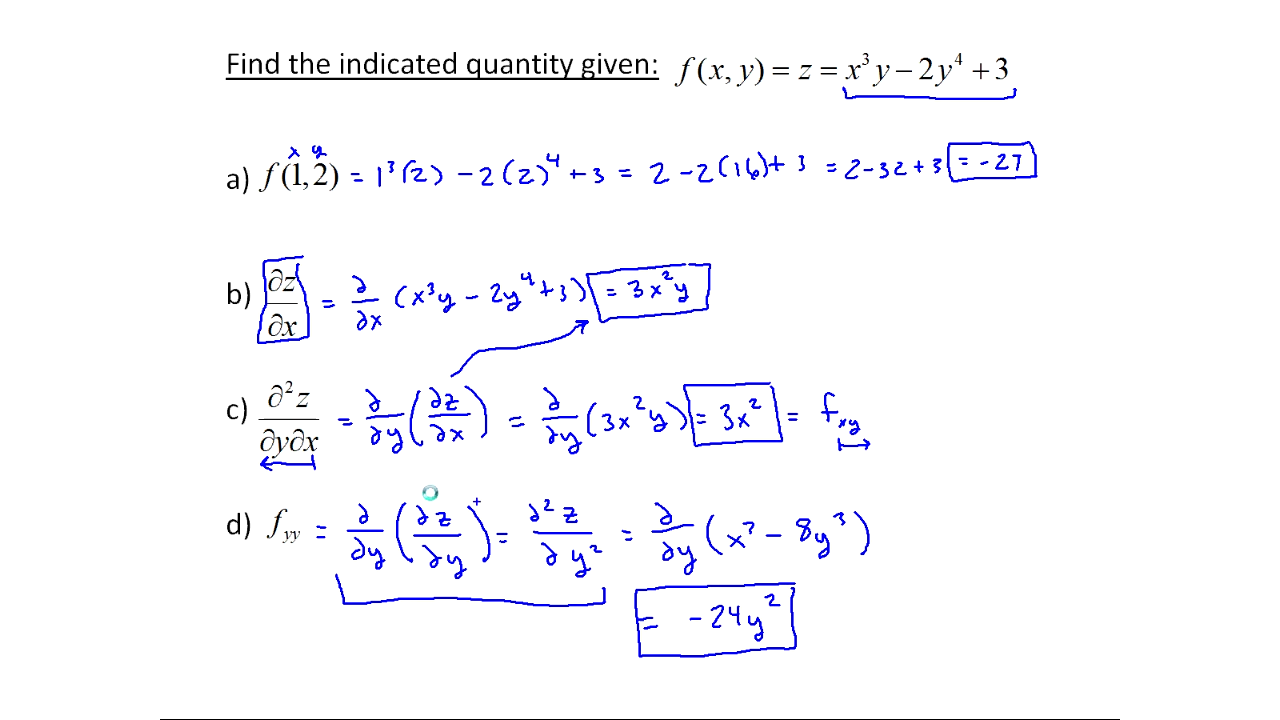 Find the indicated quantity given: f(x, y) = z = x³y − 2y⁴ + 3
x y
a) f(1,2) = 1³(2) − 2(2)⁴ + 3 = 2 − 2(16) + 3 = 2 − 32 + 3 = −27
b) ∂z/∂x = ∂/∂x (x³y − 2y⁴ + 3) = 3x²y
c) ∂²z/∂y∂x = ∂/∂y (∂z/∂x) = ∂/∂y (3x²y) = 3x² = f_xy
d) f_yy = ∂/∂y (∂z/∂y) = ∂²z/∂y² = ∂/∂y (x³ − 8y³)
= −24y²